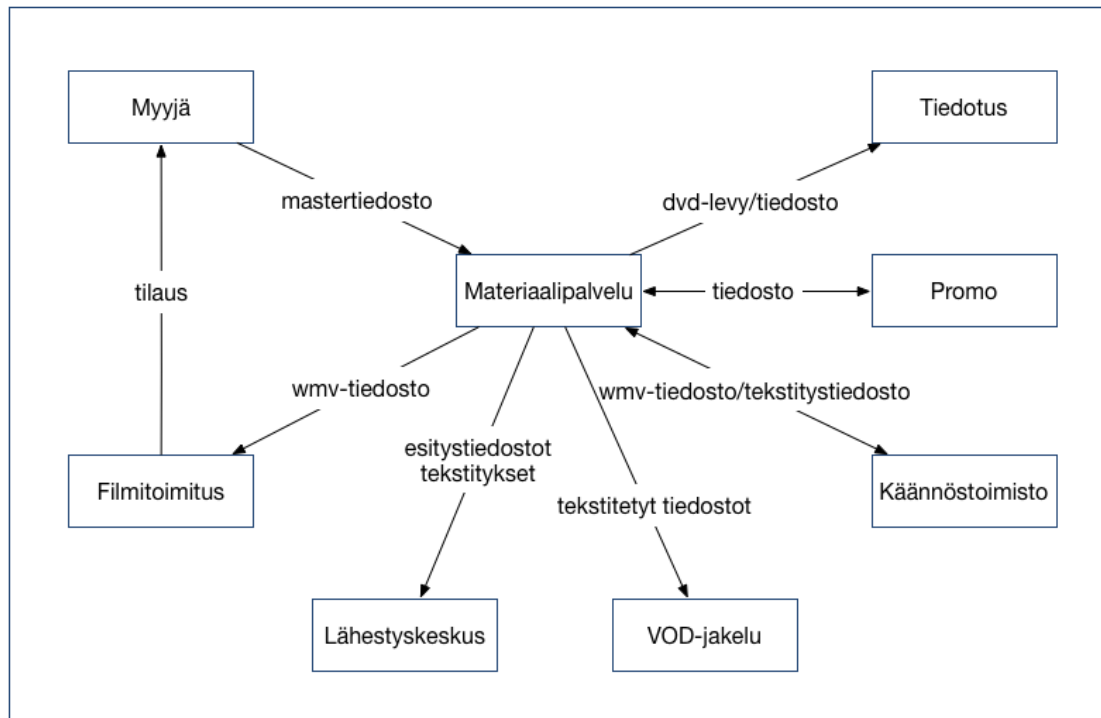 Myyjä
Tiedotus
mastertiedosto
dvd-levy/tiedosto
tilaus
Materiaalipalvelu
tiedosto
Promo
wmv-tiedosto
wmv-tiedosto/tekstitystiedosto
esitystiedostot
tekstitykset
Filmitoimitus
Käännöstoimisto
tekstitetyt tiedostot
Lähestyskeskus
VOD-jakelu